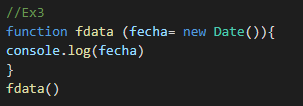 //Ex3
function fdata (fecha= new Date()){
console.log(fecha)
}
fdata()